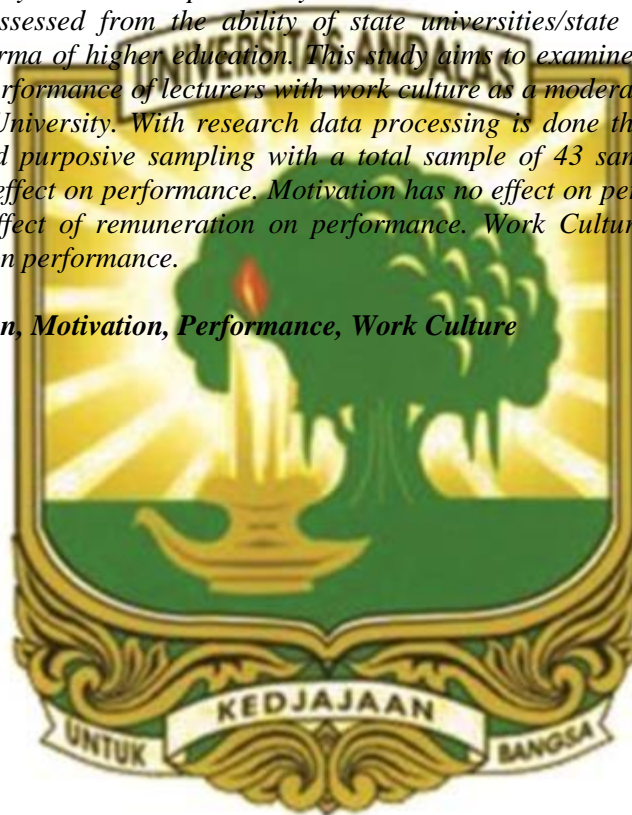 ssessed from the ability of state universities/state
rma of higher education. This study aims to examine
erformance of lecturers with work culture as a modera
University. With research data processing is done th
d purposive sampling with a total sample of 43 sam
effect on performance. Motivation has no effect on pe
ffect of remuneration on performance. Work Cultur
n performance.
n, Motivation, Performance, Work Culture
UNIVERSITAS ANDALAS
UNTUK KEDJAJAAN BANGSA